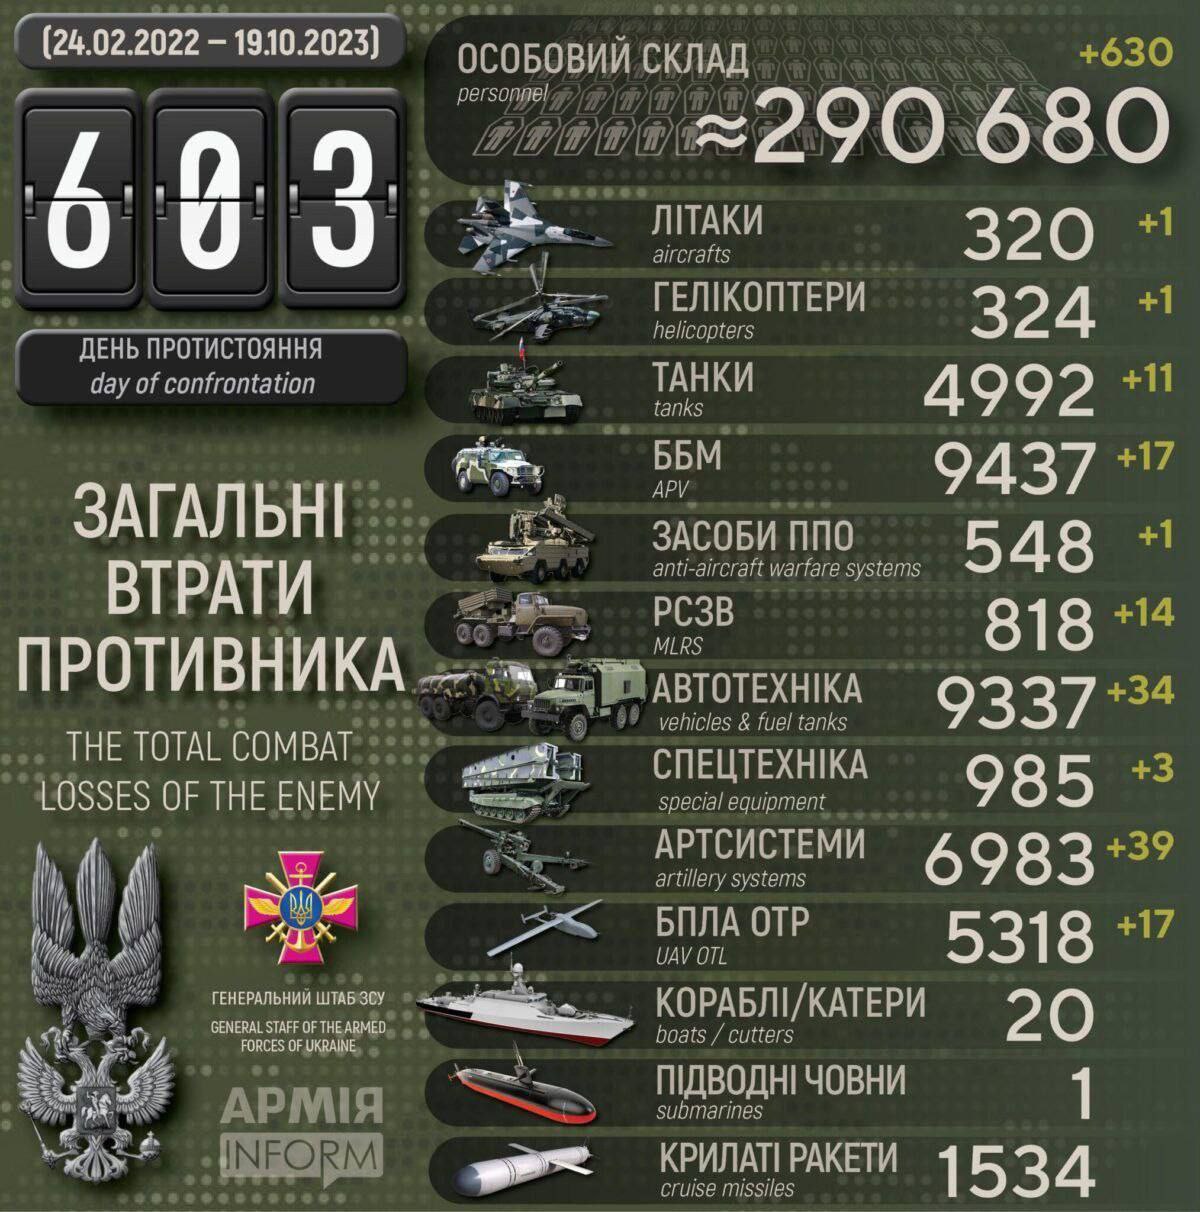 (24.02.2022 – 19.10.2023)
603
ДЕНЬ ПРОТИСТОЯННЯ
day of confrontation
ЗАГАЛЬНІ
ВТРАТИ
ПРОТИВНИКА
THE TOTAL COMBAT
LOSSES OF THE ENEMY
ГЕНЕРАЛЬНИЙ ШТАБ ЗСУ
GENERAL STAFF OF THE ARMED
FORCES OF UKRAINE
АРМІЯ
INFORM
ОСОБОВИЙ СКЛАД +630
personnel
≈290 680
ЛІТАКИ 320 +1
aircrafts
ГЕЛІКОПТЕРИ 324 +1
helicopters
ТАНКИ 4992 +11
tanks
ББМ 9437 +17
APV
ЗАСОБИ ППО 548 +1
anti-aircraft warfare systems
РСЗВ 818 +14
MLRS
АВТОТЕХНІКА 9337 +34
vehicles & fuel tanks
СПЕЦТЕХНІКА 985 +3
special equipment
АРТСИСТЕМИ 6983 +39
artillery systems
БПЛА ОТР 5318 +17
UAV OTL
КОРАБЛІ/КАТЕРИ 20
boats / cutters
ПІДВОДНІ ЧОВНИ 1
submarines
КРИЛАТІ РАКЕТИ 1534
cruise missiles